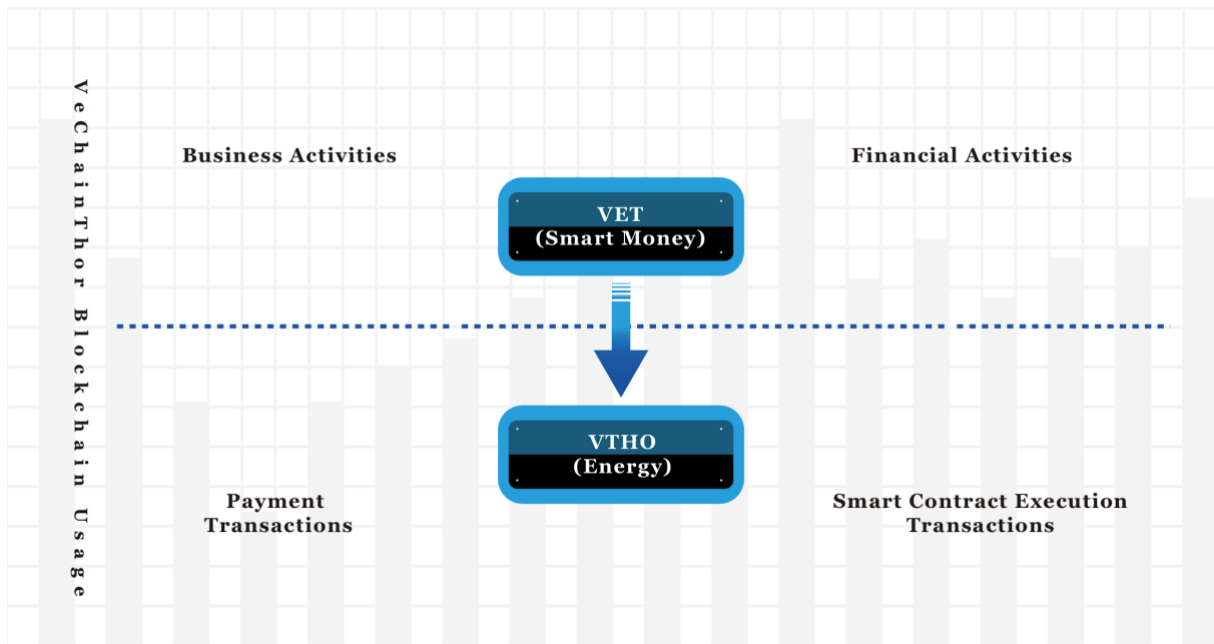 VeChainThor Blockchain Usage
Business Activities
Financial Activities
VET
(Smart Money)
VTHO
(Energy)
Payment
Transactions
Smart Contract Execution
Transactions